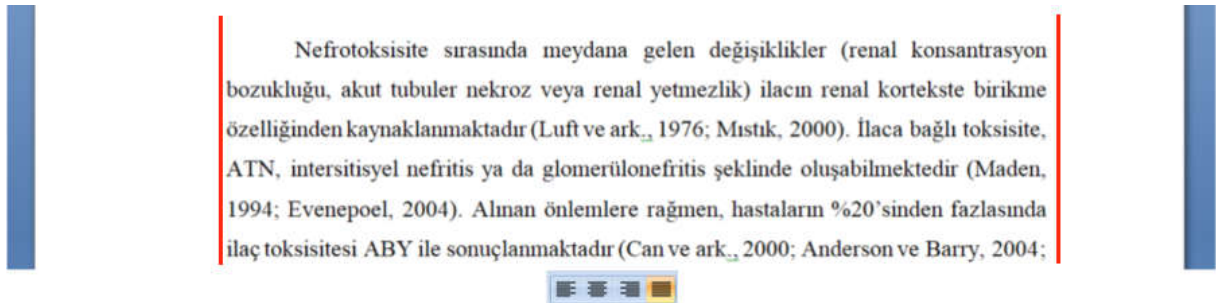 Nefrotoksisite sırasında meydana gelen değişiklikler (renal konsantrasyon
bozukluğu, akut tubuler nekroz veya renal yetmezlik) ilacın renal kortekste birikme
özelliğinden kaynaklanmaktadır (Luft ve ark., 1976; Mıstık, 2000). İlaca bağlı toksisite,
ATN, intersitisyel nefritis ya da glomerülonefritis şeklinde oluşabilmektedir (Maden,
1994; Evenepoel, 2004). Alınan önlemlere rağmen, hastaların %20’sinden fazlasında
ilaç toksisitesi ABY ile sonuçlanmaktadır (Can ve ark., 2000; Anderson ve Barry, 2004;